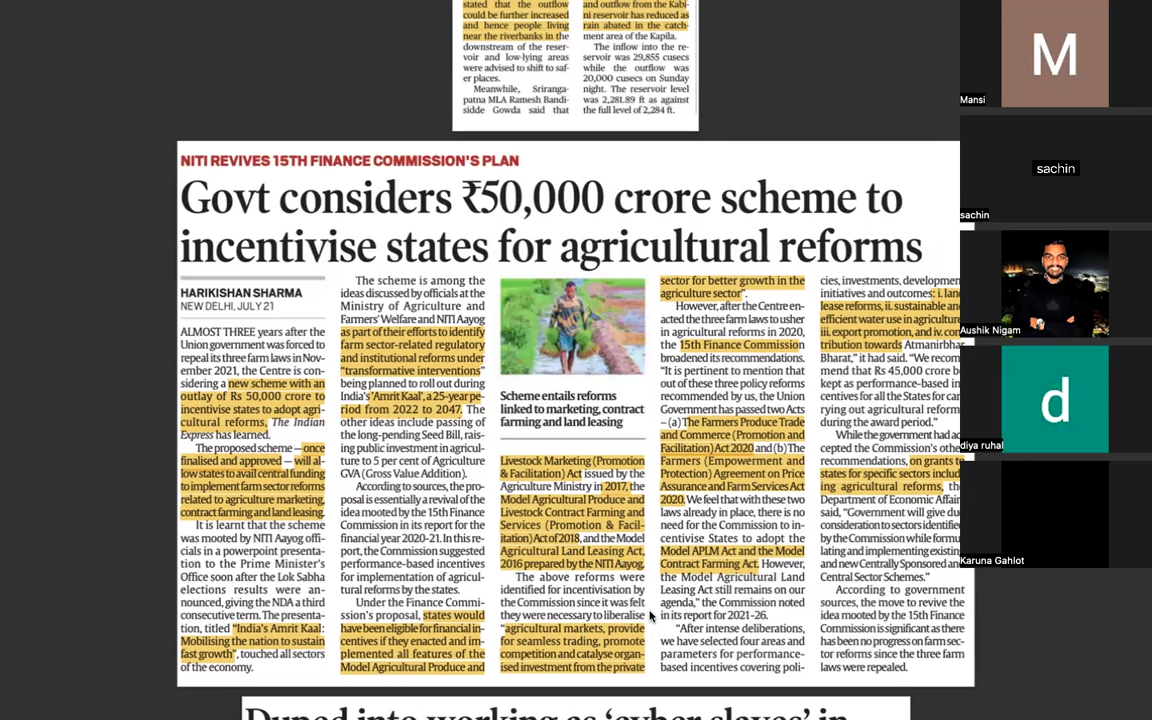 stated that the outflow
could be further increased
and hence people living
near the riverbanks in the
downstream of the reser-
voir and low-lying areas
were advised to shift to saf-
er places.
Meanwhile, Sriranga-
patna MLA Ramesh Bandi-
sidde Gowda said that
and outflow from the Kabi-
ni reservoir has reduced as
rain abated in the catch-
ment area of the Kapila.
The inflow into the re-
servoir was 29,855 cusecs
while the outflow was
20,000 cusecs on Sunday
night. The reservoir level
was 2,281.89 ft as against
the full level of 2,284 ft.
NITI REVIVES 15TH FINANCE COMMISSION'S PLAN
Govt considers ₹50,000 crore scheme to
incentivise states for agricultural reforms
HARIKISHAN SHARMA
NEW DELHI, JULY 21
ALMOST THREE years after the
Union government was forced to
repeal its three farm laws in Nov-
ember 2021, the Centre is con-
sidering a new scheme with an
outlay of Rs 50,000 crore to
incentivise states to adopt agri-
cultural reforms, The Indian
Express has learned.
The proposed scheme — once
finalised and approved — will al-
low states to avail central funding
to implement farm sector reforms
related to agriculture marketing,
contract farming and land leasing.
It is learnt that the scheme
was mooted by NITI Aayog offi-
cials in a powerpoint presenta-
tion to the Prime Minister's
Office soon after the Lok Sabha
elections results were an-
nounced, giving the NDA a third
consecutive term. The presenta-
tion, titled "India's Amrit Kaal:
Mobilising the nation to sustain
fast growth", touched all sectors
of the economy.
The scheme is among the
ideas discussed by officials at the
Ministry of Agriculture and
Farmers' Welfare and NITI Aayog
as part of their efforts to identify
farm sector-related regulatory
and institutional reforms under
"transformative interventions"
being planned to roll out during
India's 'Amrit Kaal', a 25-year pe-
riod from 2022 to 2047. The
other ideas include passing of
the long-pending Seed Bill, rais-
ing public investment in agricul-
ture to 5 per cent of Agriculture
GVA (Gross Value Addition).
According to sources, the pro-
posal is essentially a revival of the
idea mooted by the 15th Finance
Commission in its report for the
financial year 2020-21. In this re-
port, the Commission suggested
performance-based incentives
for implementation of agricul-
tural reforms by the states.
Under the Finance Commi-
ssion's proposal, states would
have been eligible for financial in-
centives if they enacted and im-
plemented all features of the
Model Agricultural Produce and
Scheme entails reforms
linked to marketing, contract
farming and land leasing
Livestock Marketing (Promotion
& Facilitation) Act issued by the
Agriculture Ministry in 2017, the
Model Agricultural Produce and
Livestock Contract Farming and
Services (Promotion & Facil-
itation) Act of 2018, and the Model
Agricultural Land Leasing Act,
2016 prepared by the NITI Aayog.
The above reforms were
identified for incentivisation by
the Commission since it was felt
they were necessary to liberalise
"agricultural markets, provide
for seamless trading, promote
competition and catalyse organ-
ised investment from the private
sector for better growth in the
agriculture sector".
However, after the Centre en-
acted the three farm laws to usher
in agricultural reforms in 2020,
the 15th Finance Commission
broadened its recommendations.
"It is pertinent to mention that
out of these three policy reforms
recommended by us, the Union
Government has passed two Acts
– (a) The Farmers Produce Trade
and Commerce (Promotion and
Facilitation) Act 2020 and (b) The
Farmers (Empowerment and
Protection) Agreement on Price
Assurance and Farm Services Act
2020. We feel that with these two
laws already in place, there is no
need for the Commission to in-
centivise States to adopt the
Model APLM Act and the Model
Contract Farming Act. However,
the Model Agricultural Land
Leasing Act still remains on our
agenda," the Commission noted
in its report for 2021-26.
"After intense deliberations,
we have selected four areas and
parameters for performance-
based incentives covering poli-
cies, investments, developmen
initiatives and outcomes: i. lan
lease reforms, ii. sustainable an
efficient water use in agricultur
iii. export promotion, and iv. con
tribution towards Atmanirbha
Bharat," it had said. "We recom
mend that Rs 45,000 crore b
kept as performance-based in
centives for all the States for ca
rying out agricultural reform
during the award period."
While the government had ac
cepted the Commission's othe
recommendations, on grants t
states for specific sectors includ
ing agricultural reforms, the
Department of Economic Affair
said, "Government will give du
consideration to sectors identifie
by the Commission while formu
lating and implementing existin
and new Centrally Sponsored an
Central Sector Schemes."
According to government
sources, the move to revive the
idea mooted by the 15th Finance
Commission is significant as there
has been no progress on farm sec-
tor reforms since the three farm
laws were repealed.
Duped into working as 'cyber slaves' in
M
Mansi
sachin
sachin
Aushik Nigam
d
diya ruhal
Karuna Gahlot